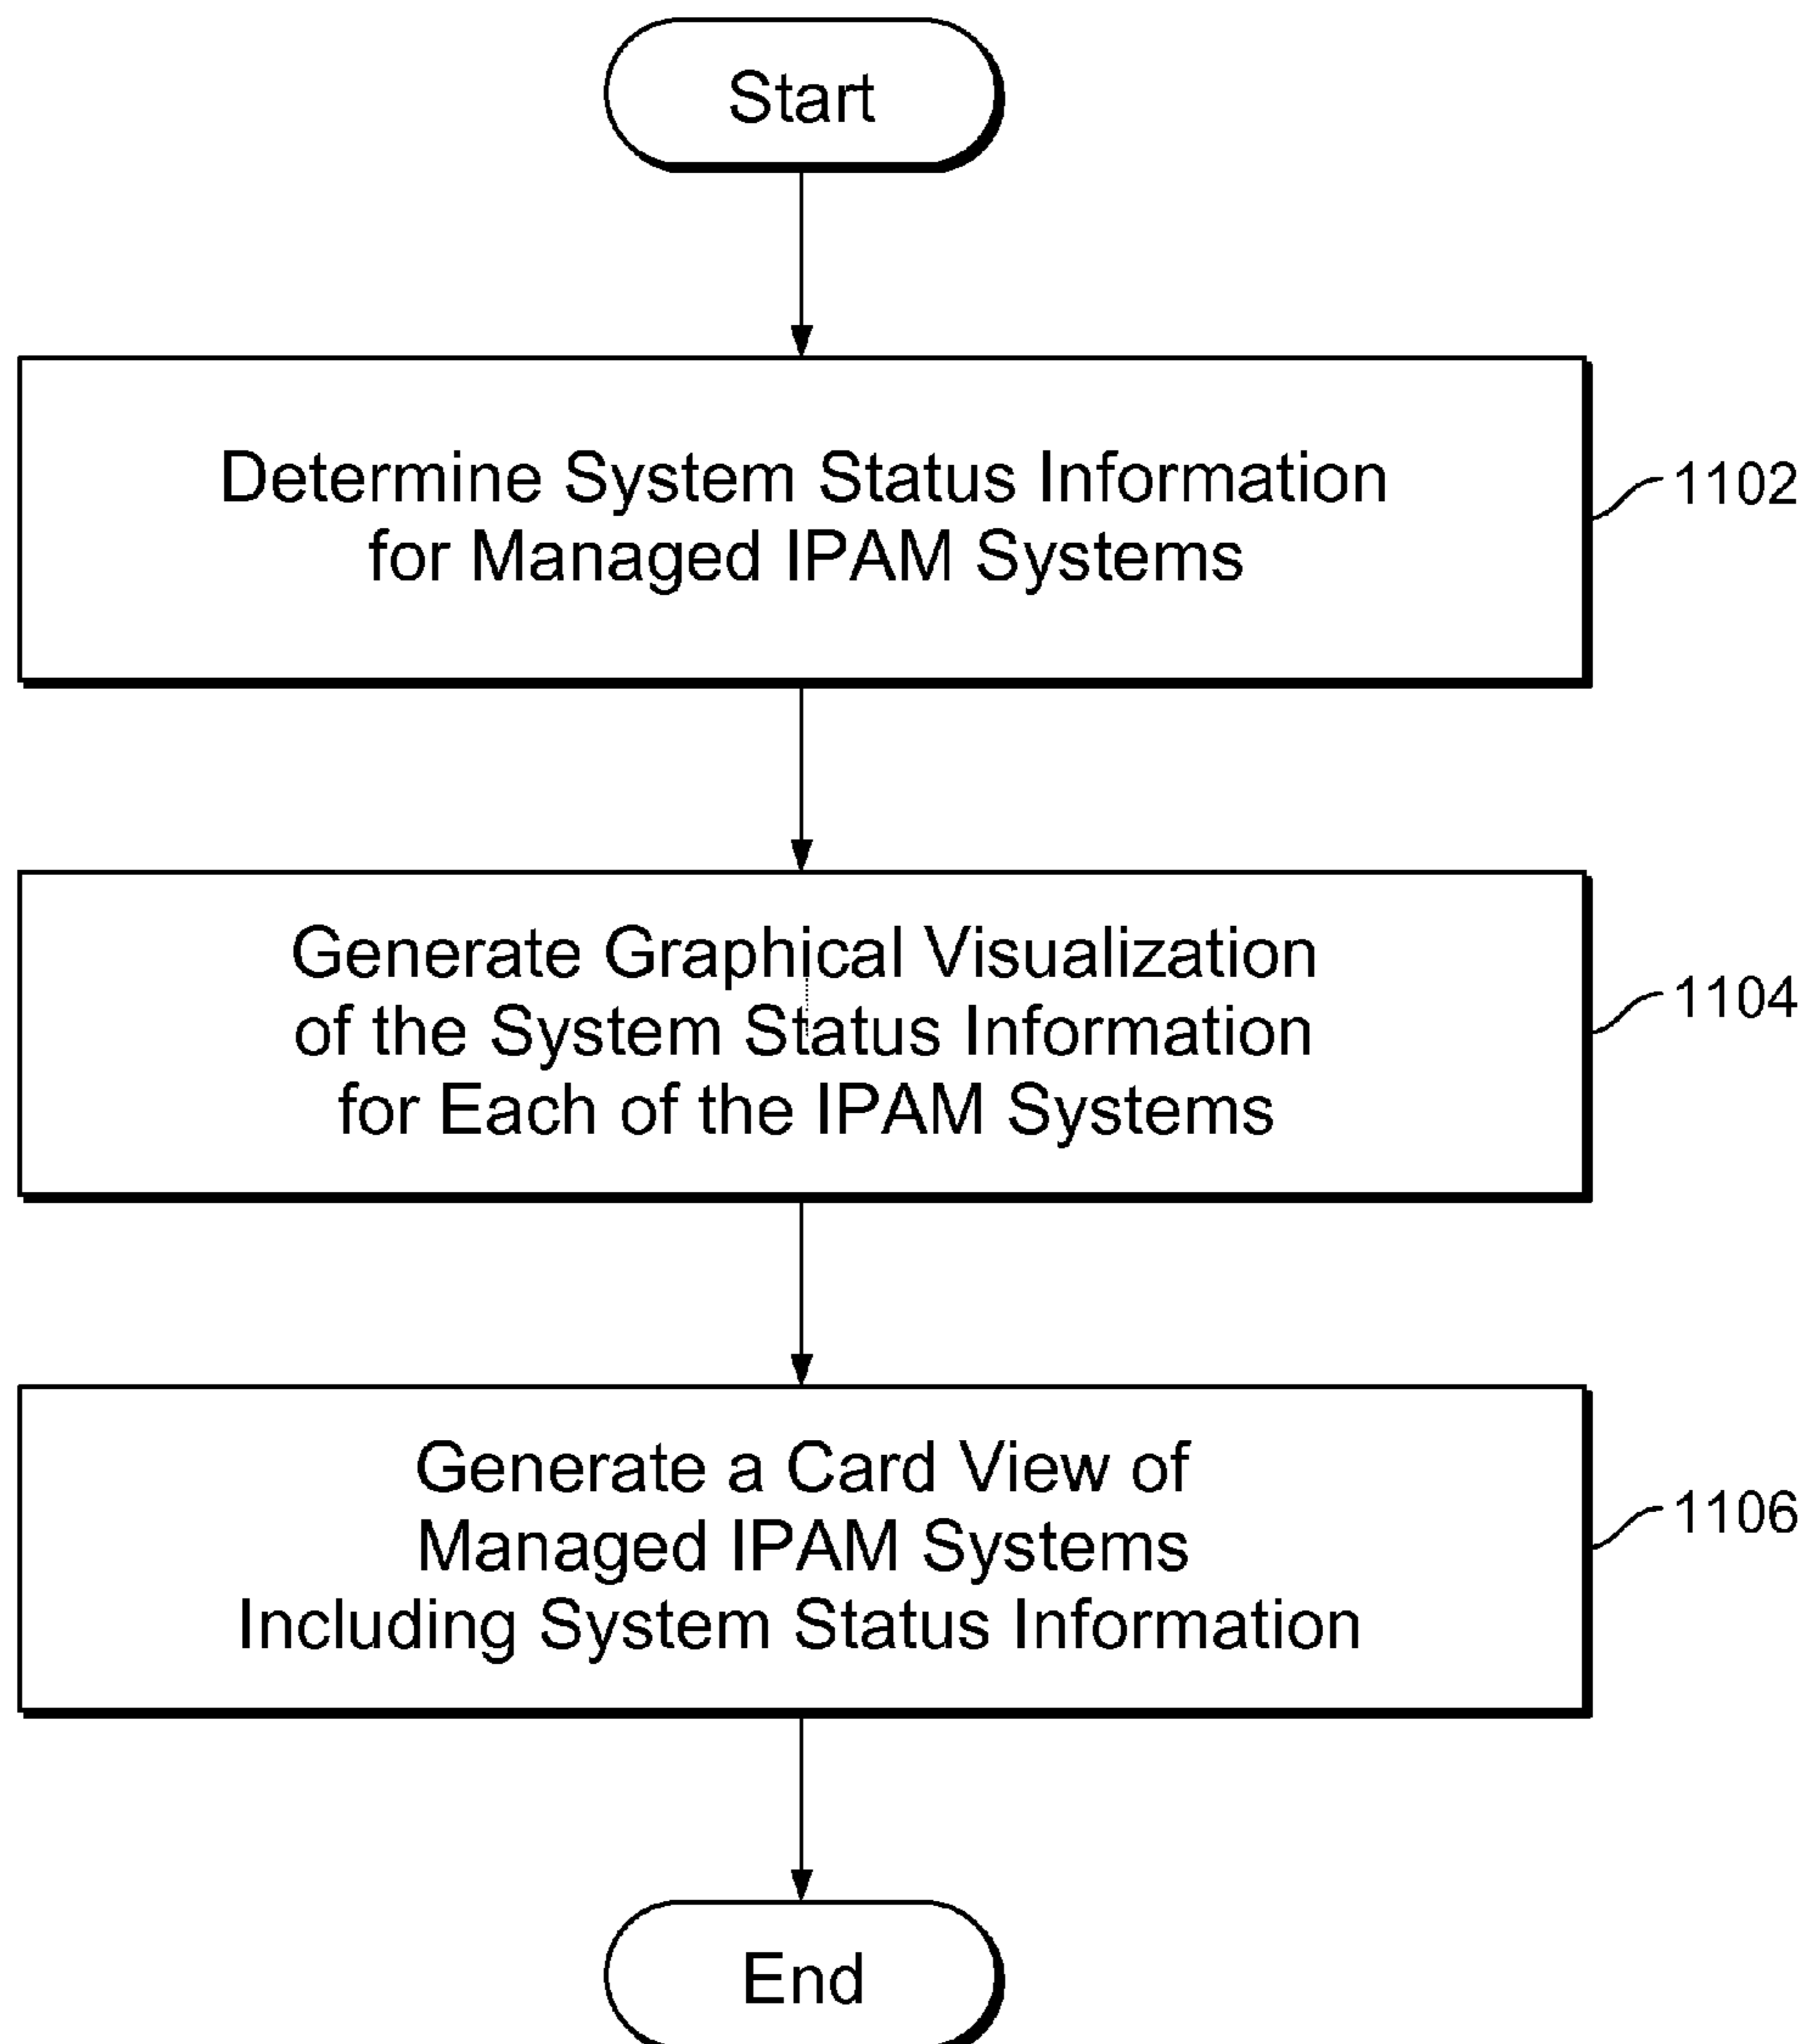 Start
Determine System Status Information
for Managed IPAM Systems
1102
Generate Graphical Visualization
of the System Status Information
for Each of the IPAM Systems
1104
Generate a Card View of
Managed IPAM Systems
Including System Status Information
1106
End